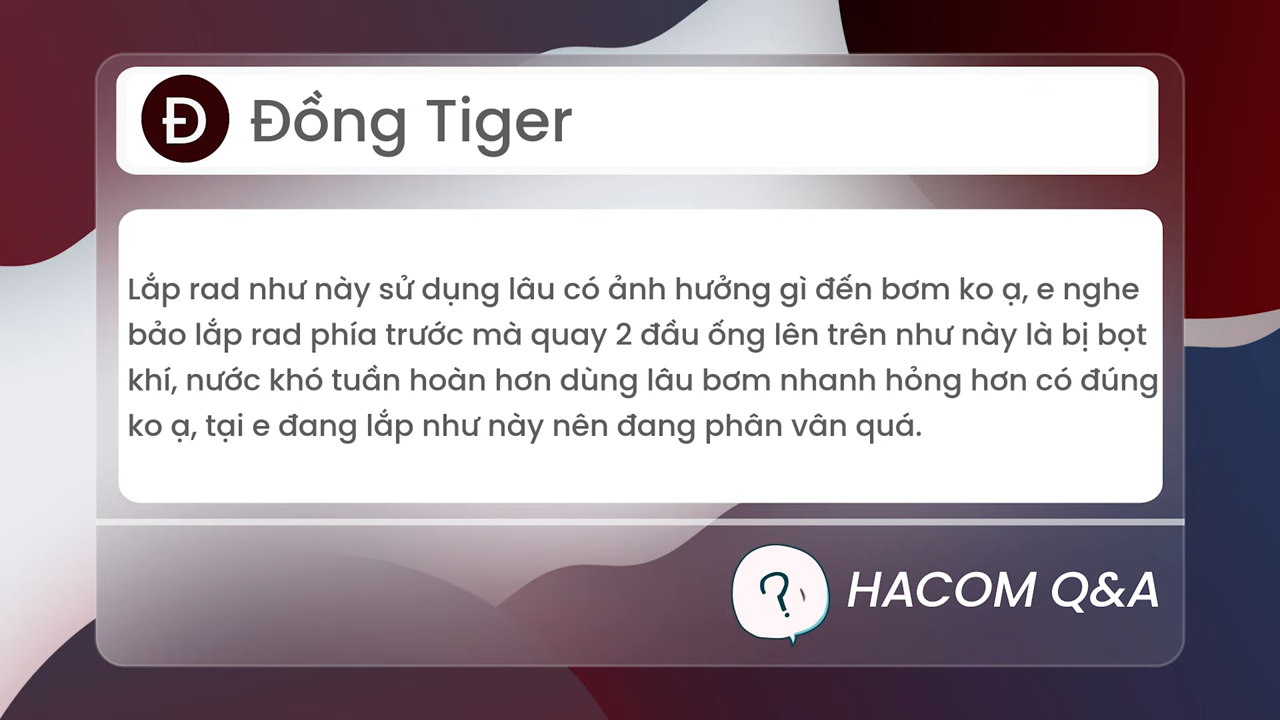 Đ Đồng Tiger
Lắp rad như này sử dụng lâu có ảnh hưởng gì đến bơm ko ạ, e nghe
bảo lắp rad phía trước mà quay 2 đầu ống lên trên như này là bị bọt
khí, nước khó tuần hoàn hơn dùng lâu bơm nhanh hỏng hơn có đúng
ko ạ, tại e đang lắp như này nên đang phân vân quá.
? HACOM Q&A